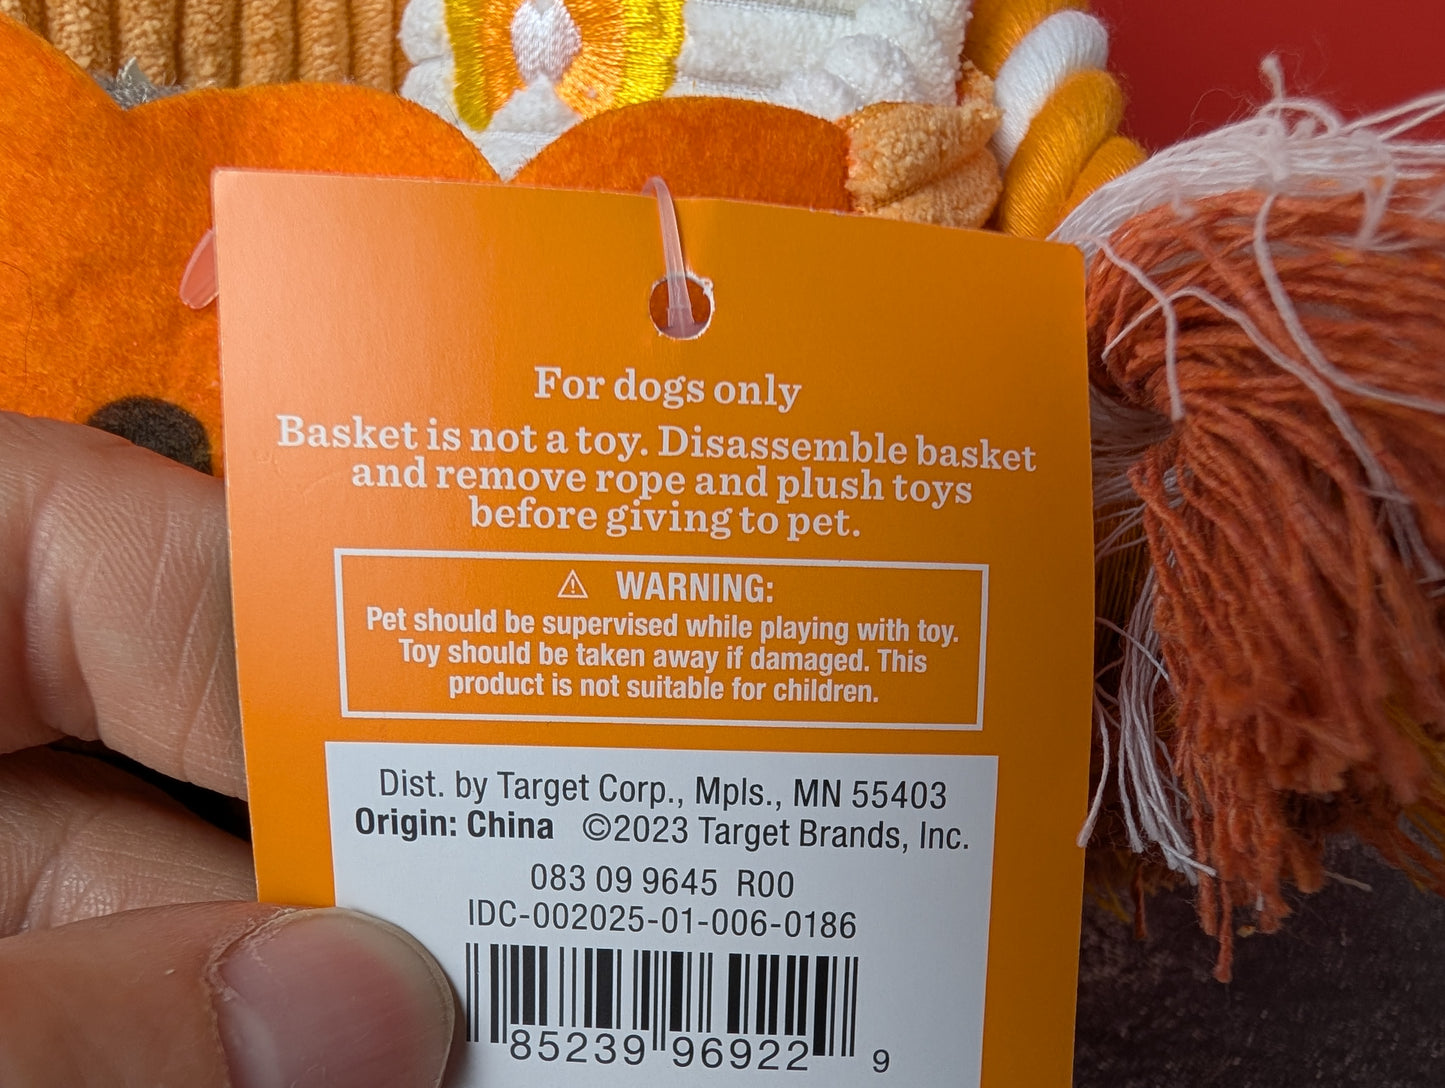 For dogs only
Basket is not a toy. Disassemble basket
and remove rope and plush toys
before giving to pet.
⚠ WARNING:
Pet should be supervised while playing with toy.
Toy should be taken away if damaged. This
product is not suitable for children.
Dist. by Target Corp., Mpls., MN 55403
Origin: China ©2023 Target Brands, Inc.
083 09 9645 R00
IDC-002025-01-006-0186
85239 96922 9